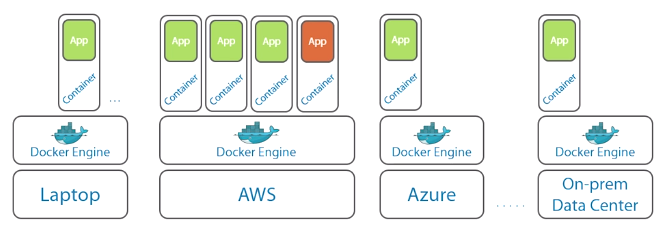 App
Container
...
App
Container
App
Container
App
Container
App
Container
App
Container
App
Container
Docker Engine
Docker Engine
Docker Engine
Docker Engine
Laptop
AWS
Azure
.....
On-prem
Data Center